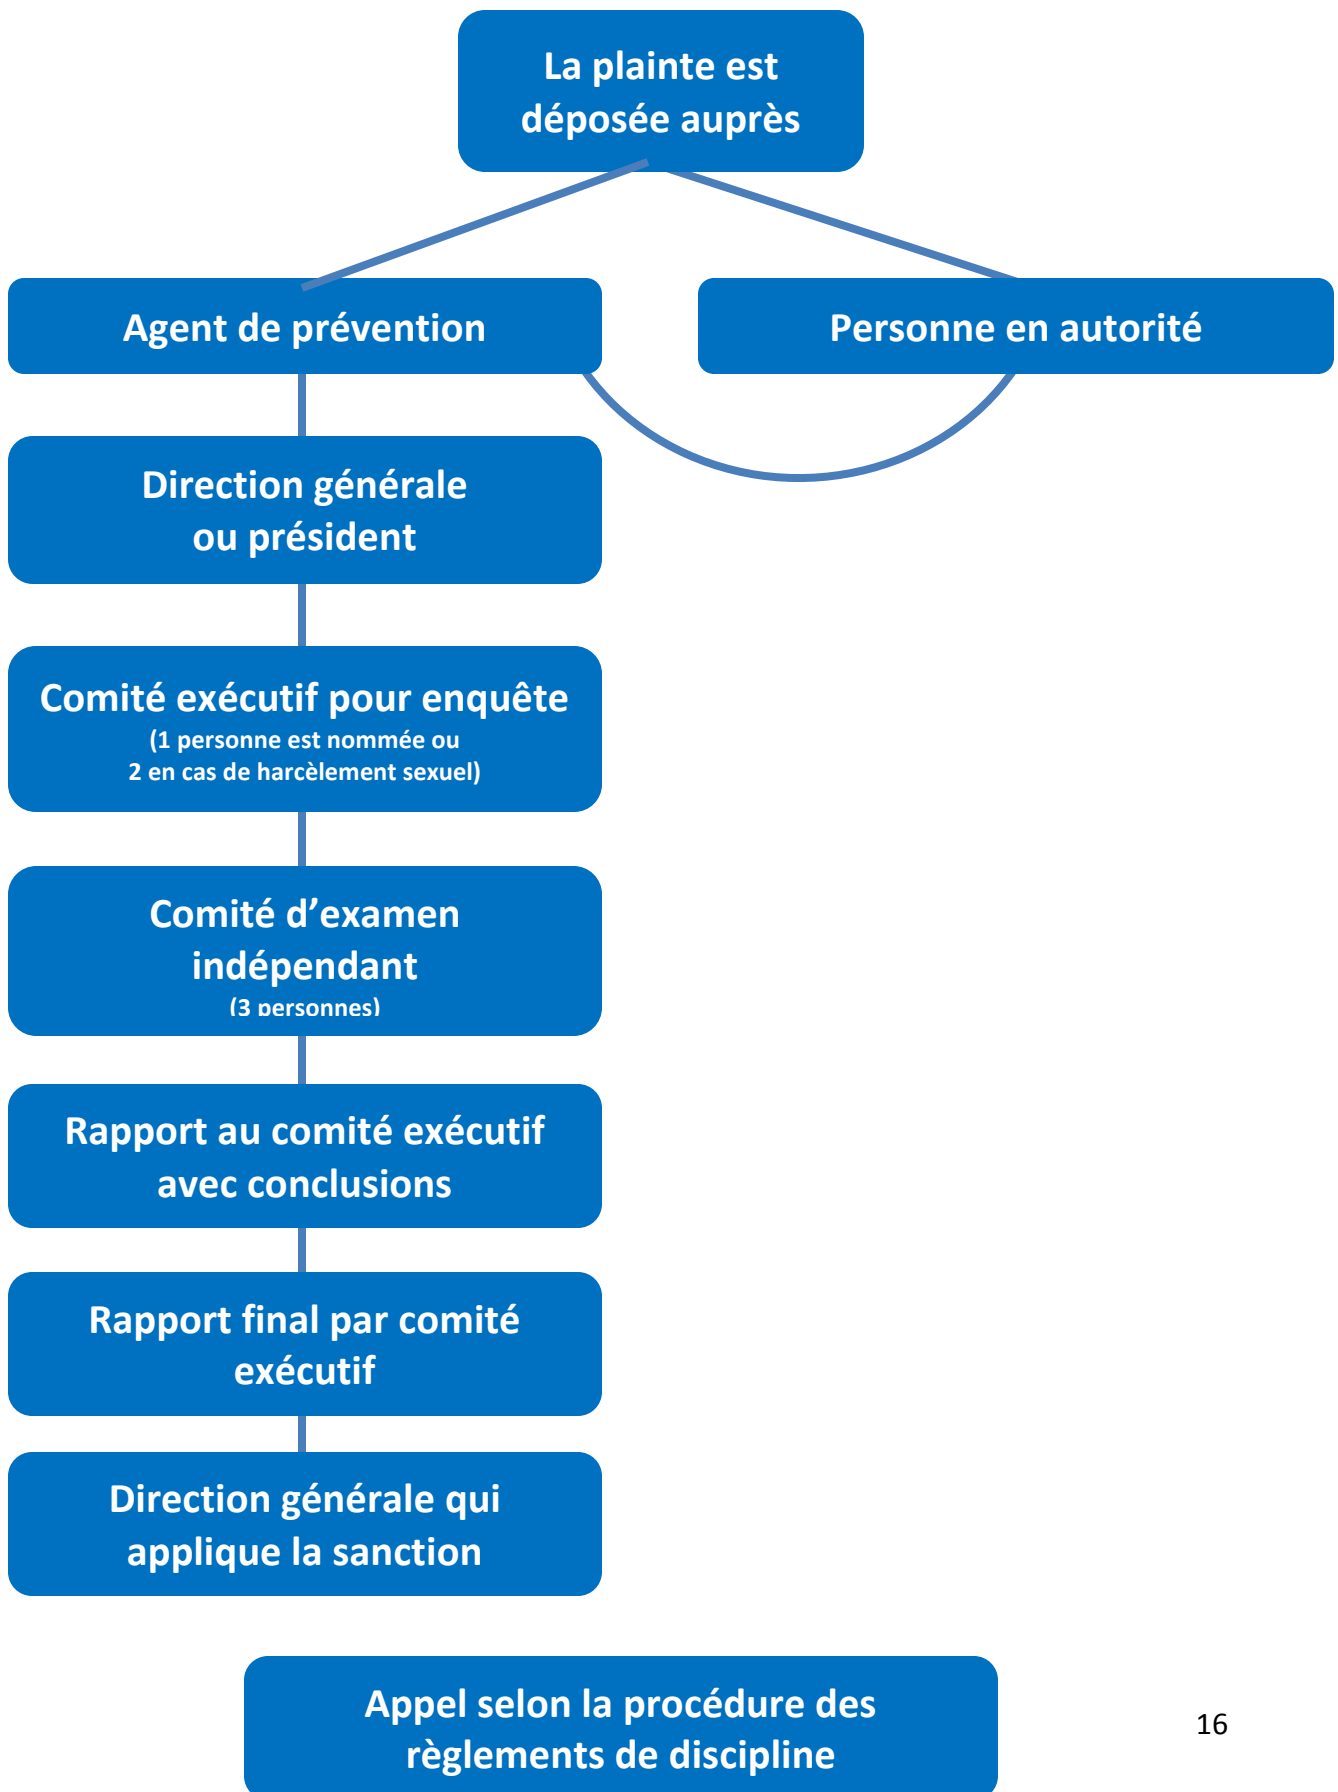 La plainte est
déposée auprès
Agent de prévention
Personne en autorité
Direction générale
ou président
Comité exécutif pour enquête
(1 personne est nommée ou
2 en cas de harcèlement sexuel)
Comité d’examen
indépendant
(3 personnes)
Rapport au comité exécutif
avec conclusions
Rapport final par comité
exécutif
Direction générale qui
applique la sanction
Appel selon la procédure des
règlements de discipline
16